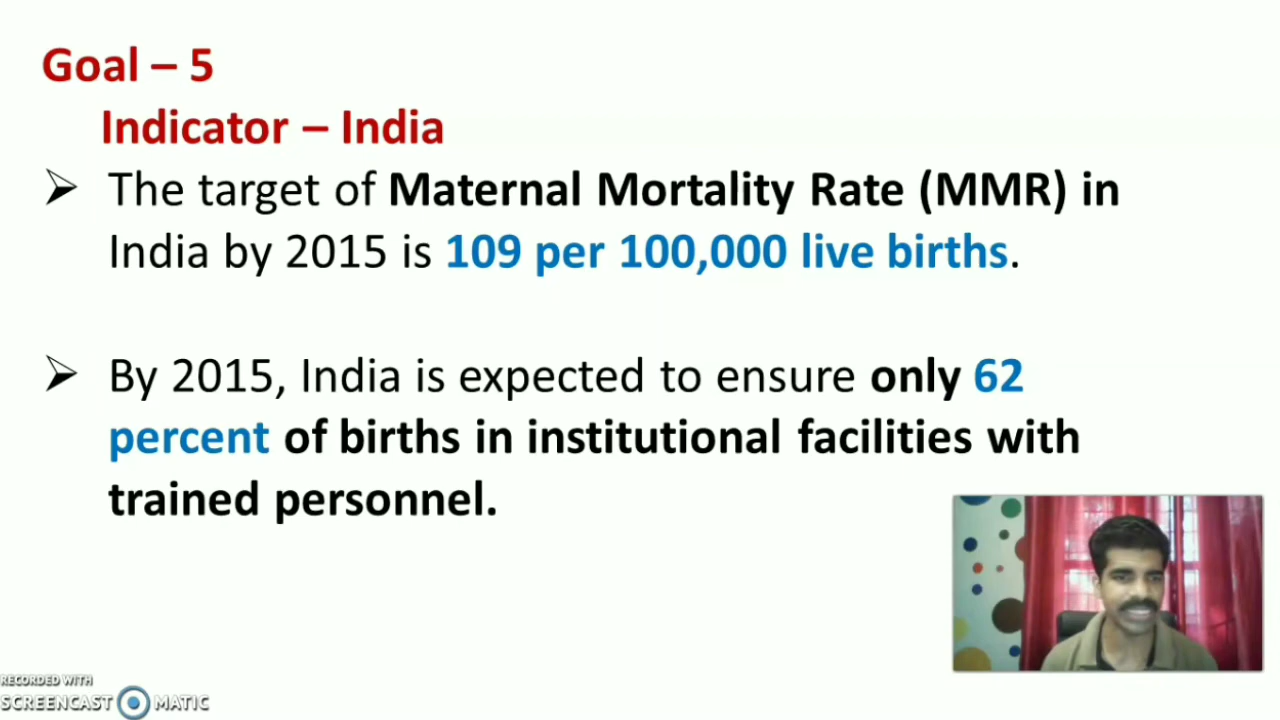 Goal – 5
Indicator – India
➢ The target of Maternal Mortality Rate (MMR) in
India by 2015 is 109 per 100,000 live births.
➢ By 2015, India is expected to ensure only 62
percent of births in institutional facilities with
trained personnel.
RECORDED WITH
SCREENCAST MATIC